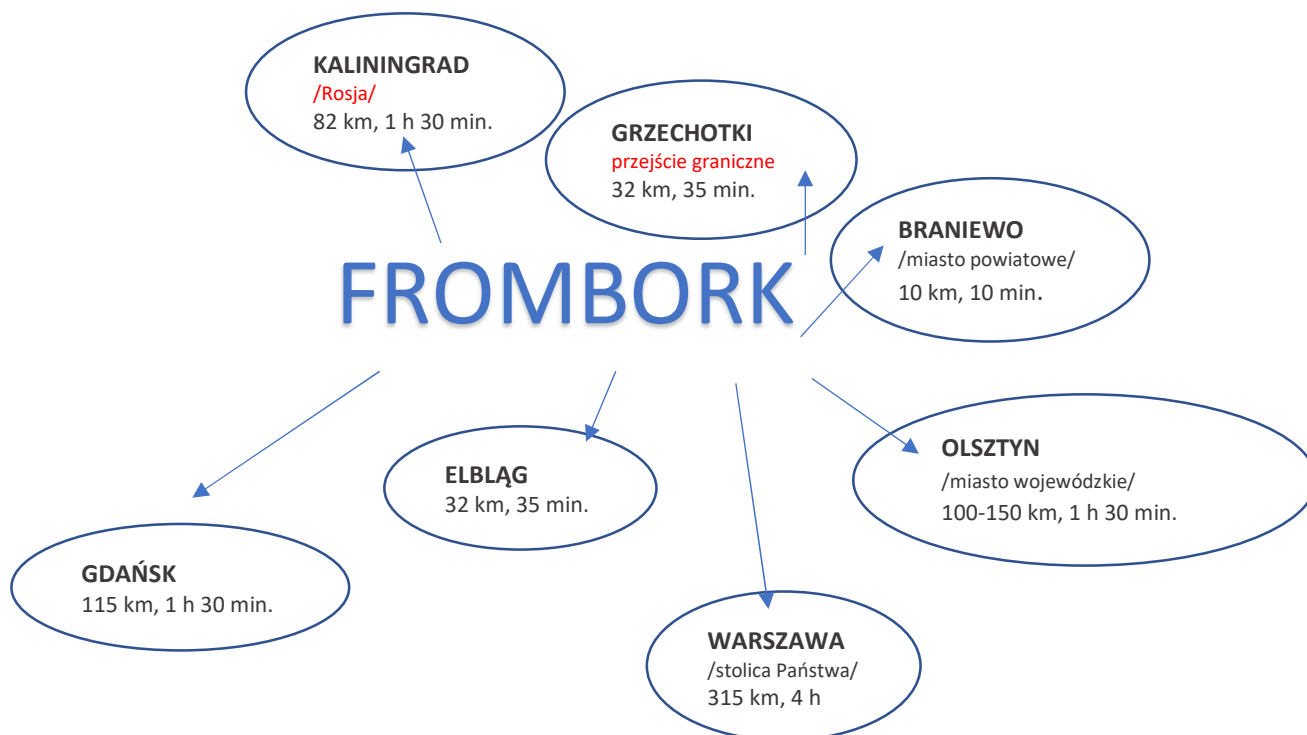 KALININGRAD
/Rosja/
82 km, 1 h 30 min.
GRZECHOTKI
przejście graniczne
32 km, 35 min.
BRANIEWO
/miasto powiatowe/
10 km, 10 min.
FROMBORK
OLSZTYN
/miasto wojewódzkie/
100-150 km, 1 h 30 min.
ELBLĄG
32 km, 35 min.
GDAŃSK
115 km, 1 h 30 min.
WARSZAWA
/stolica Państwa/
315 km, 4 h